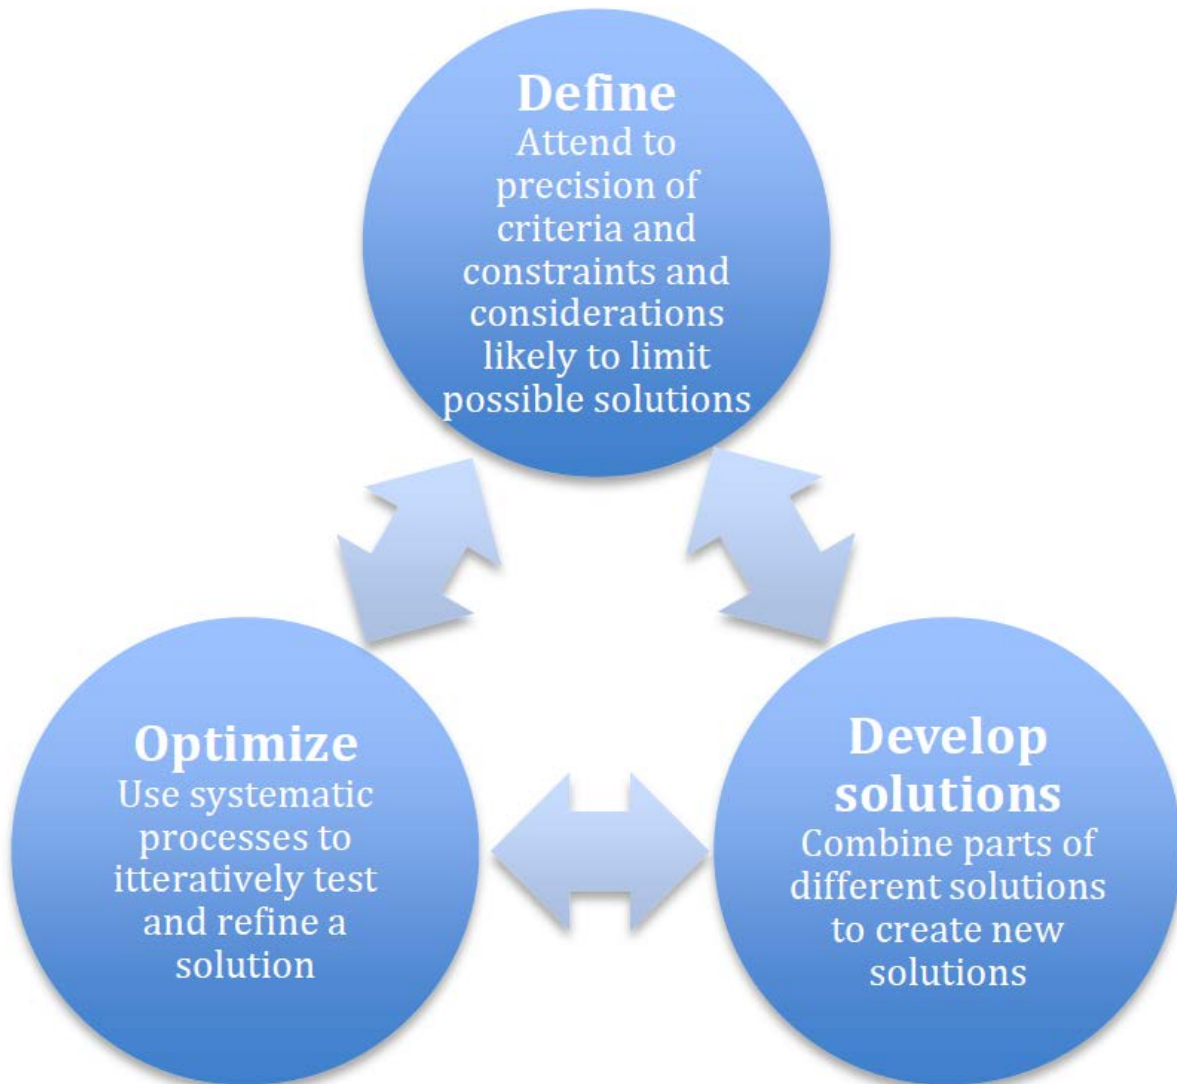 Define
Attend to
precision of
criteria and
constraints and
considerations
likely to limit
possible solutions
Optimize
Use systematic
processes to
itteratively test
and refine a
solution
Develop
solutions
Combine parts of
different solutions
to create new
solutions